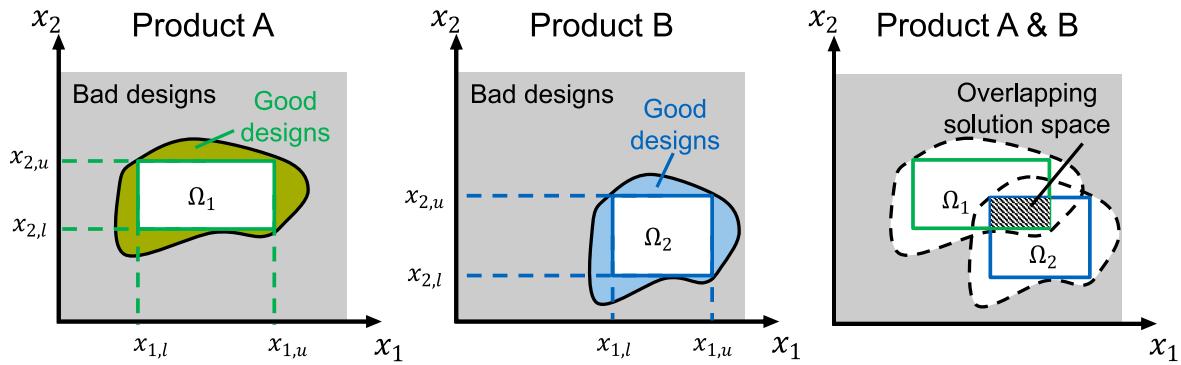 Product A
x₂
Bad designs
Good
designs
x₂,ᵤ
Ω₁
x₂,ₗ
x₁,ₗ
x₁,ᵤ
x₁
Product B
x₂
Bad designs
Good
designs
x₂,ᵤ
Ω₂
x₂,ₗ
x₁,ₗ
x₁,ᵤ
x₁
Product A & B
x₂
Overlapping
solution space
Ω₁
Ω₂
x₁